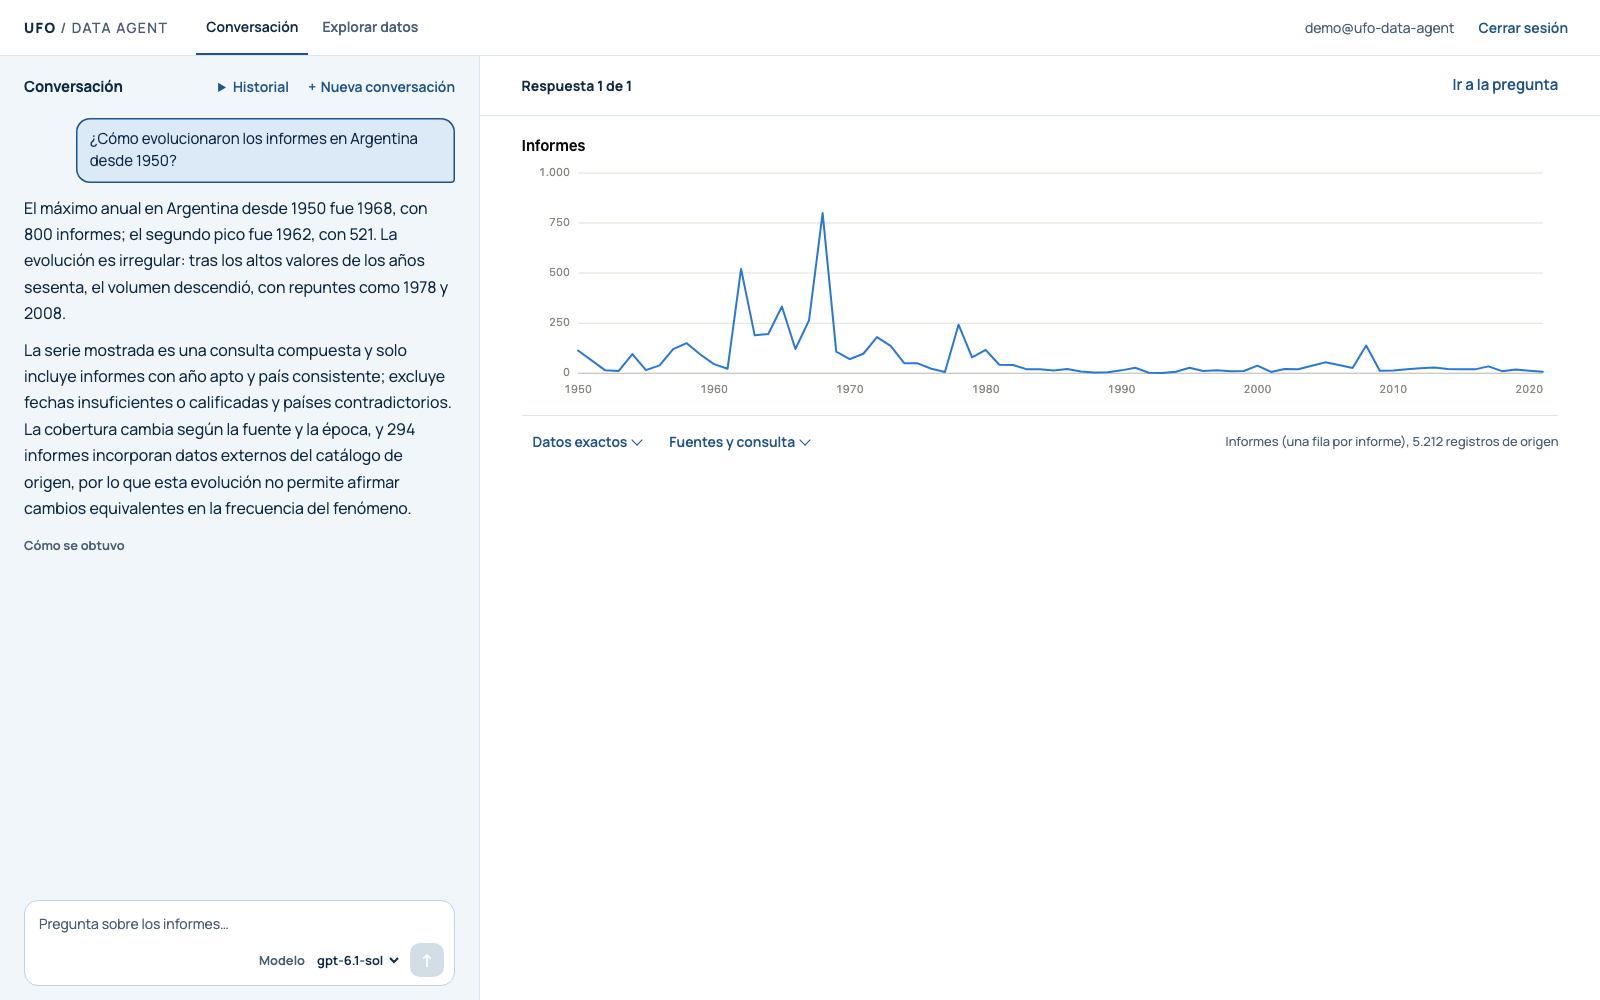 UFO / DATA AGENT
Conversación
Explorar datos
demo@ufo-data-agent
Cerrar sesión
Conversación
Historial
+ Nueva conversación
¿Cómo evolucionaron los informes en Argentina
desde 1950?
El máximo anual en Argentina desde 1950 fue 1968, con
800 informes; el segundo pico fue 1962, con 521. La
evolución es irregular: tras los altos valores de los años
sesenta, el volumen descendió, con repuntes como 1978 y
2008.
La serie mostrada es una consulta compuesta y solo
incluye informes con año apto y país consistente; excluye
fechas insuficientes o calificadas y países contradictorios.
La cobertura cambia según la fuente y la época, y 294
informes incorporan datos externos del catálogo de
origen, por lo que esta evolución no permite afirmar
cambios equivalentes en la frecuencia del fenómeno.
Cómo se obtuvo
Pregunta sobre los informes…
Modelo
gpt-6.1-sol
Respuesta 1 de 1
Ir a la pregunta
Informes
1.000
750
500
250
0
1950
1960
1970
1980
1990
2000
2010
2020
Datos exactos
Fuentes y consulta
Informes (una fila por informe), 5.212 registros de origen